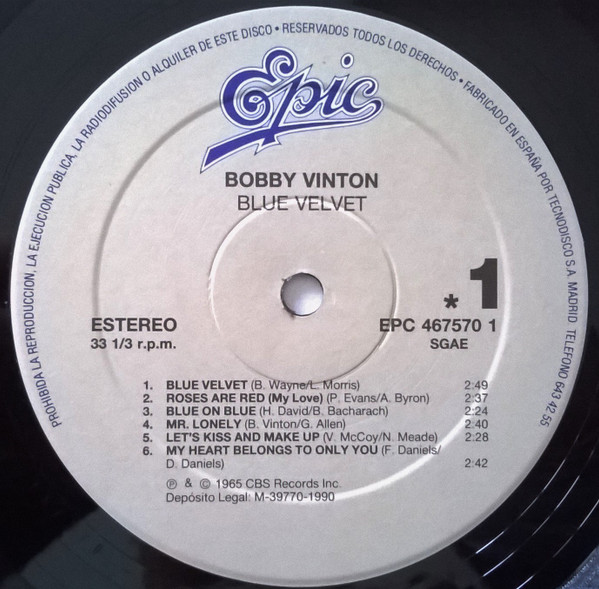 PROHIBIDA LA REPRODUCCION, LA EJECUCION PUBLICA, LA RADIODIFUSION O ALQUILER DE ESTE DISCO • RESERVADOS TODOS LOS DERECHOS • FABRICADO EN ESPAÑA POR TECNODISCO S.A. MADRID TELEFONO 643 42 55
Epic
BOBBY VINTON
BLUE VELVET
* 1
ESTEREO EPC 467570 1
33 1/3 r.p.m. SGAE
1. BLUE VELVET (B. Wayne/L. Morris) 2:49
2. ROSES ARE RED (My Love) (P. Evans/A. Byron) 2:37
3. BLUE ON BLUE (H. David/B. Bacharach) 2:24
4. MR. LONELY (B. Vinton/G. Allen) 2:40
5. LET'S KISS AND MAKE UP (V. McCoy/N. Meade) 2:28
6. MY HEART BELONGS TO ONLY YOU (F. Daniels/
D. Daniels) 2:42
℗ & © 1965 CBS Records Inc.
Depósito Legal: M-39770-1990